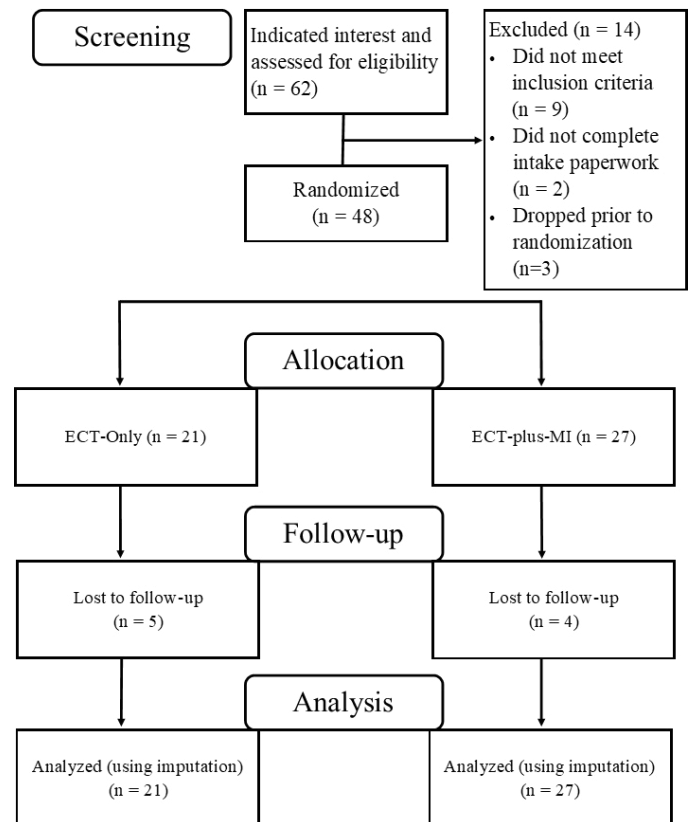 Screening
Indicated interest and
assessed for eligibility
(n = 62)
Excluded (n = 14)
• Did not meet
inclusion criteria
(n = 9)
• Did not complete
intake paperwork
(n = 2)
• Dropped prior to
randomization
(n=3)
Randomized
(n = 48)
Allocation
ECT-Only (n = 21)
ECT-plus-MI (n = 27)
Follow-up
Lost to follow-up
(n = 5)
Lost to follow-up
(n = 4)
Analysis
Analyzed (using imputation)
(n = 21)
Analyzed (using imputation)
(n = 27)